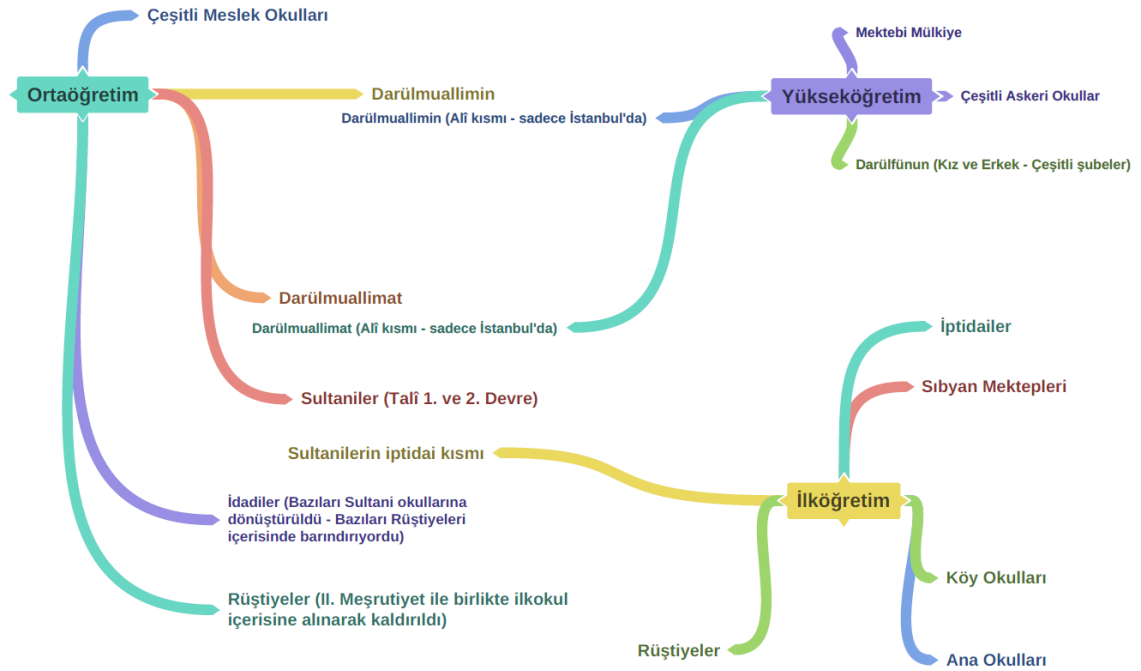 Çeşitli Meslek Okulları
Ortaöğretim
Darülmuallimin
Darülmuallimat
Sultaniler (Talî 1. ve 2. Devre)
İdadiler (Bazıları Sultani okullarına
dönüştürüldü - Bazıları Rüştiyeleri
içerisinde barındırıyordu)
Rüştiyeler (II. Meşrutiyet ile birlikte ilkokul
içerisine alınarak kaldırıldı)
Mektebi Mülkiye
Yükseköğretim
Çeşitli Askeri Okullar
Darülmuallimin (Alî kısmı - sadece İstanbul'da)
Darülfünun (Kız ve Erkek - Çeşitli şubeler)
Darülmuallimat (Alî kısmı - sadece İstanbul'da)
İptidailer
Sıbyan Mektepleri
Sultanilerin iptidai kısmı
İlköğretim
Köy Okulları
Rüştiyeler
Ana Okulları